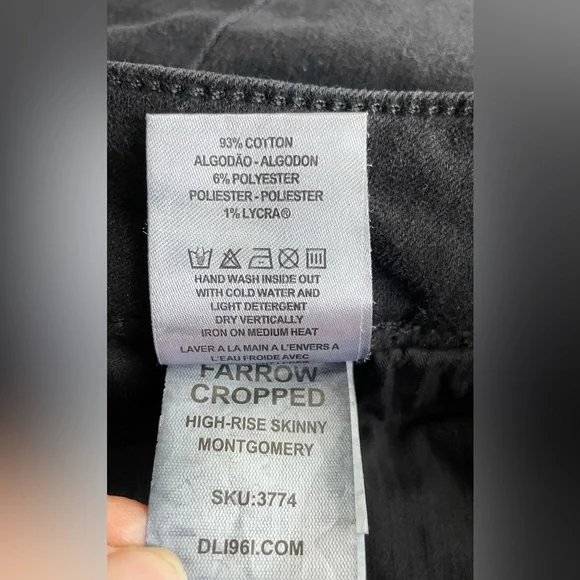 93% COTTON
ALGODÃO - ALGODON
6% POLYESTER
POLIESTER - POLIESTER
1% LYCRA®
HAND WASH INSIDE OUT
WITH COLD WATER AND
LIGHT DETERGENT
DRY VERTICALLY
IRON ON MEDIUM HEAT
LAVER A LA MAIN A L'ENVERS A
L'EAU FROIDE AVEC
FARROW
CROPPED
HIGH-RISE SKINNY
MONTGOMERY
SKU:3774
DL1961.COM